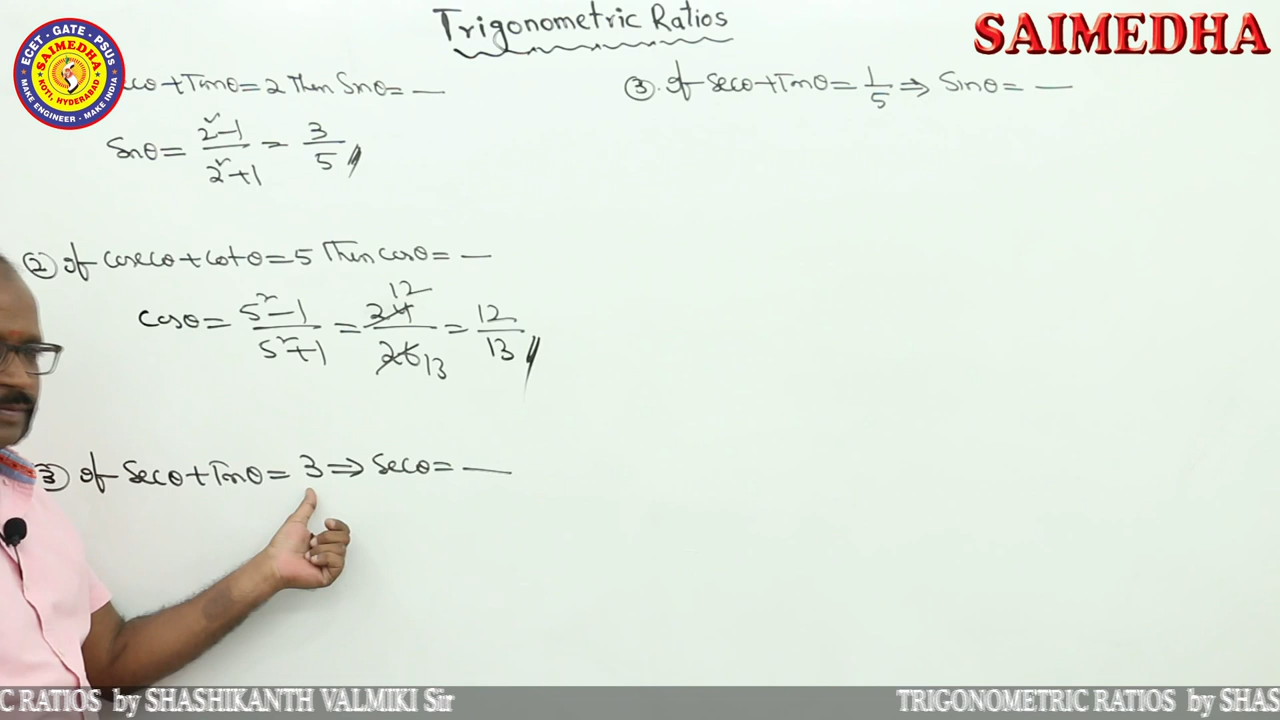 Trigonometric Ratios
SAIMEDHA
ECET - GATE - PSUS
SAIMEDHA
KOTI, HYDERABAD
MAKE ENGINEER - MAKE INDIA
ecθ+Tanθ=2 Then Sinθ= —
Sinθ= 2²-1 / 2²+1 = 3/5
② If cosecθ+cotθ=5 Then cosθ= —
cosθ= 5²-1 / 5²+1 = 24 12 / 26 13 = 12/13
③ If Secθ+Tanθ= 3 ⇒ Secθ= —
③. If Secθ+Tanθ= 1/5 ⇒ Sinθ= —
C RATIOS by SHASHIKANTH VALMIKI Sir
TRIGONOMETRIC RATIOS by SHAS